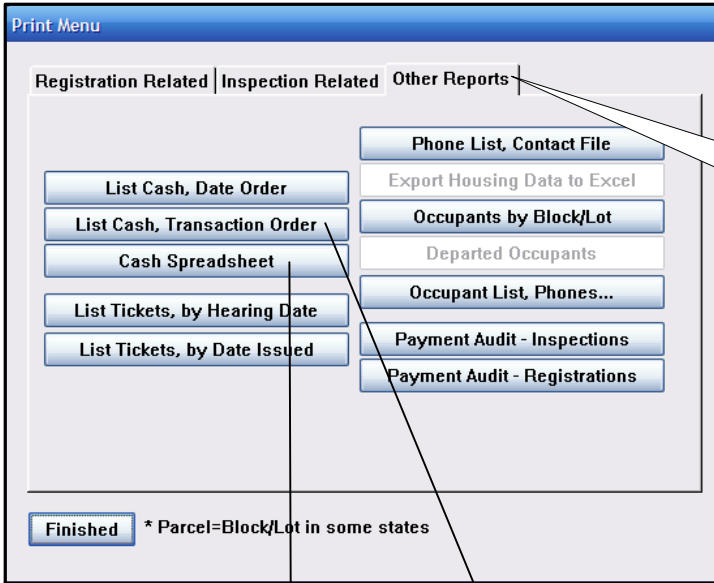 Print Menu
Registration Related
Inspection Related
Other Reports
List Cash, Date Order
List Cash, Transaction Order
Cash Spreadsheet
List Tickets, by Hearing Date
List Tickets, by Date Issued
Phone List, Contact File
Export Housing Data to Excel
Occupants by Block/Lot
Departed Occupants
Occupant List, Phones...
Payment Audit - Inspections
Payment Audit - Registrations
Finished
* Parcel=Block/Lot in some states